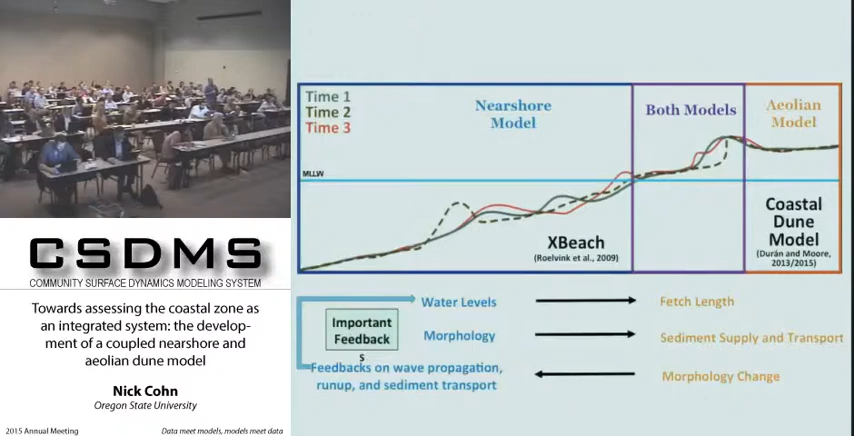 CSDMS
COMMUNITY SURFACE DYNAMICS MODELING SYSTEM
Towards assessing the coastal zone as
an integrated system: the develop-
ment of a coupled nearshore and
aeolian dune model
Nick Cohn
Oregon State University
2015 Annual Meeting
Data meet models, models meet data
Time 1
Time 2
Time 3
Nearshore
Model
Both Models
Aeolian
Model
MLLW
XBeach
(Roelvink et al., 2009)
Coastal
Dune
Model
(Durán and Moore,
2013/2015)
Important
Feedback
s
Water Levels
Fetch Length
Morphology
Sediment Supply and Transport
Feedbacks on wave propagation,
runup, and sediment transport
Morphology Change